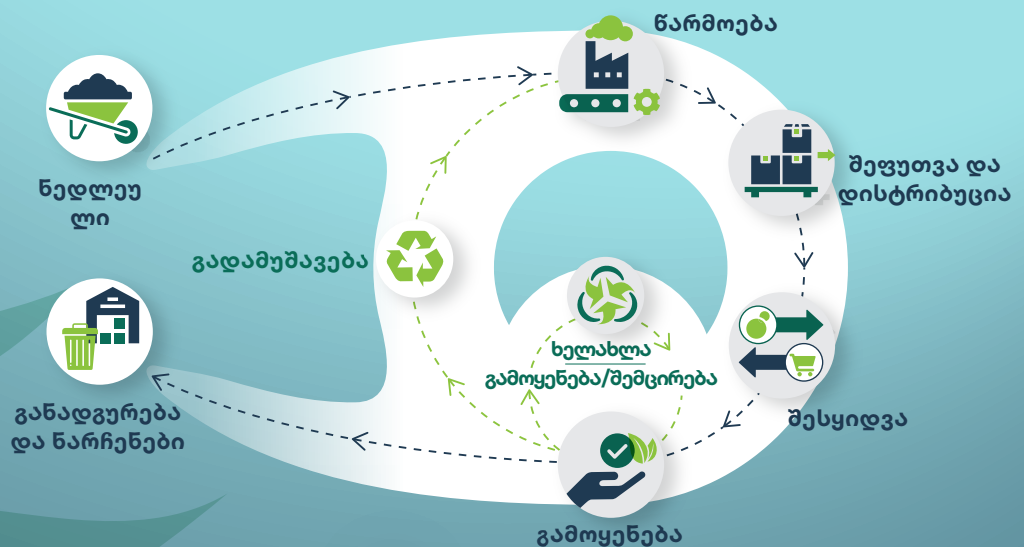 წარმოება
ნედლეუ
ლი
შეფუთვა და
დისტრიბუცია
გადამუშავება
ხელახლა
გამოყენება/შემცირება
შესყიდვა
განადგურება
და ნარჩენები
გამოყენება